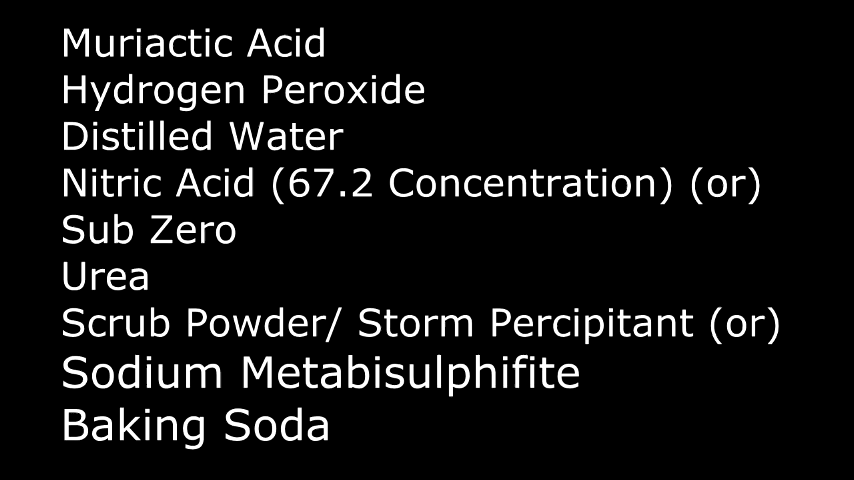 Muriactic Acid
Hydrogen Peroxide
Distilled Water
Nitric Acid (67.2 Concentration) (or)
Sub Zero
Urea
Scrub Powder/ Storm Percipitant (or)
Sodium Metabisulphifite
Baking Soda